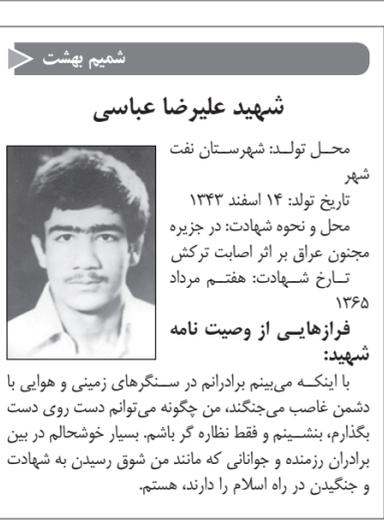 شمیم بهشت
شهید علیرضا عباسی
محل تولد: شهرستان نفت
شهر
تاریخ تولد: ۱۴ اسفند ۱۳۴۳
محل و نحوه شهادت: در جزیره
مجنون عراق بر اثر اصابت ترکش
تارخ شهادت: هفتم مرداد
۱۳۶۵
فرازهایی از وصیت نامه
شهید:
با اینکه می‌بینم برادرانم در سنگرهای زمینی و هوایی با
دشمن غاصب می‌جنگند، من چگونه می‌توانم دست روی دست
بگذارم، بنشینم و فقط نظاره گر باشم. بسیار خوشحالم در بین
برادران رزمنده و جوانانی که مانند من شوق رسیدن به شهادت
و جنگیدن در راه اسلام را دارند، هستم.